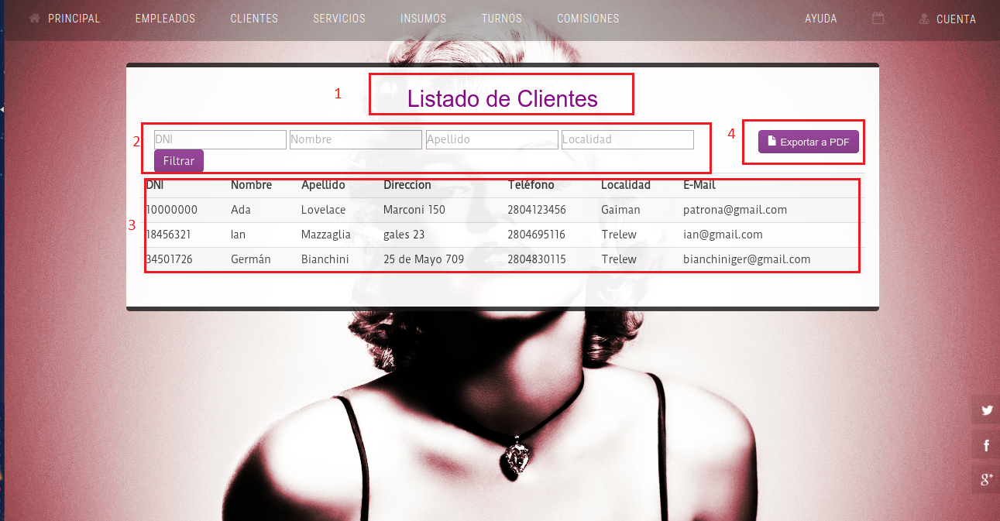 PRINCIPAL EMPLEADOS CLIENTES SERVICIOS INSUMOS TURNOS COMISIONES AYUDA CUENTA
1
Listado de Clientes
2
DNI Nombre Apellido Localidad
Filtrar
4
Exportar a PDF
3
DNI Nombre Apellido Direccion Teléfono Localidad E-Mail
10000000 Ada Lovelace Marconi 150 2804123456 Gaiman patrona@gmail.com
18456321 Ian Mazzaglia gales 23 2804695116 Trelew ian@gmail.com
34501726 Germán Bianchini 25 de Mayo 709 2804830115 Trelew bianchiniger@gmail.com